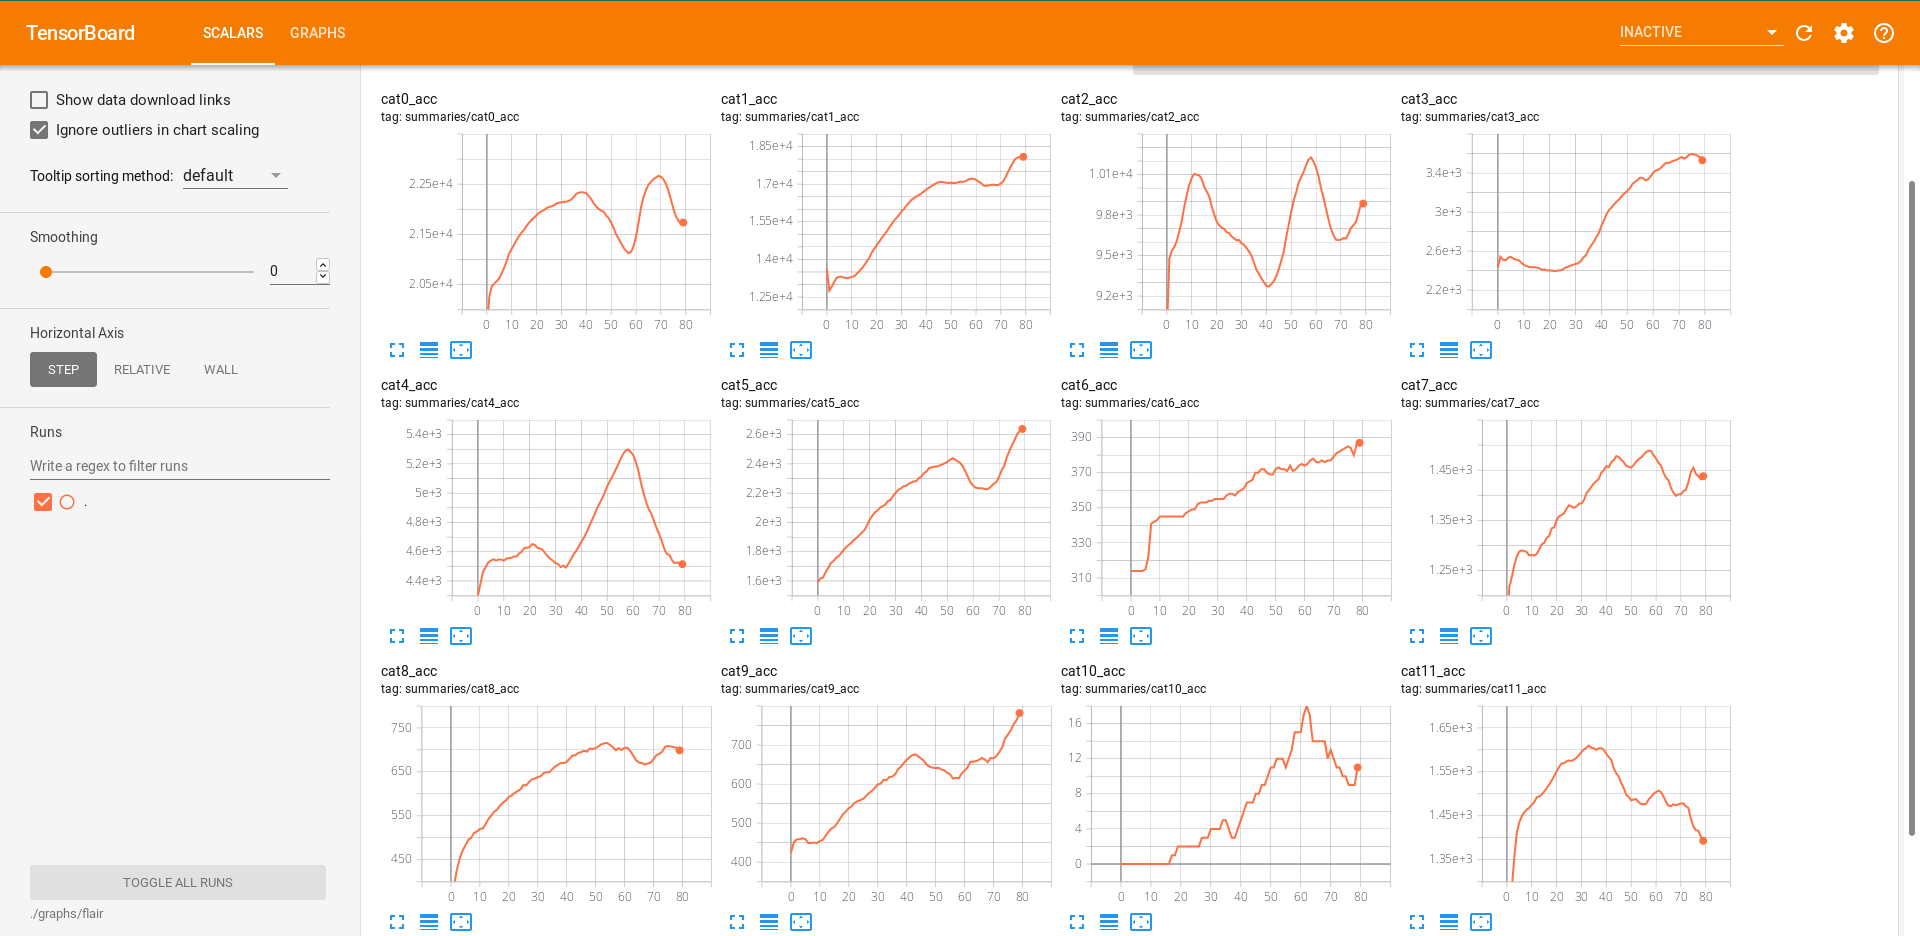 TensorBoard SCALARS GRAPHS INACTIVE
Show data download links
Ignore outliers in chart scaling
Tooltip sorting method: default
Smoothing
0
Horizontal Axis
STEP RELATIVE WALL
Runs
Write a regex to filter runs
.
TOGGLE ALL RUNS
./graphs/flair
cat0_acc
tag: summaries/cat0_acc
2.25e+4
2.15e+4
2.05e+4
0 10 20 30 40 50 60 70 80
cat1_acc
tag: summaries/cat1_acc
1.85e+4
1.7e+4
1.55e+4
1.4e+4
1.25e+4
0 10 20 30 40 50 60 70 80
cat2_acc
tag: summaries/cat2_acc
1.01e+4
9.8e+3
9.5e+3
9.2e+3
0 10 20 30 40 50 60 70 80
cat3_acc
tag: summaries/cat3_acc
3.4e+3
3e+3
2.6e+3
2.2e+3
0 10 20 30 40 50 60 70 80
cat4_acc
tag: summaries/cat4_acc
5.4e+3
5.2e+3
5e+3
4.8e+3
4.6e+3
4.4e+3
0 10 20 30 40 50 60 70 80
cat5_acc
tag: summaries/cat5_acc
2.6e+3
2.4e+3
2.2e+3
2e+3
1.8e+3
1.6e+3
0 10 20 30 40 50 60 70 80
cat6_acc
tag: summaries/cat6_acc
390
370
350
330
310
0 10 20 30 40 50 60 70 80
cat7_acc
tag: summaries/cat7_acc
1.45e+3
1.35e+3
1.25e+3
0 10 20 30 40 50 60 70 80
cat8_acc
tag: summaries/cat8_acc
750
650
550
450
0 10 20 30 40 50 60 70 80
cat9_acc
tag: summaries/cat9_acc
700
600
500
400
0 10 20 30 40 50 60 70 80
cat10_acc
tag: summaries/cat10_acc
16
12
8
4
0
0 10 20 30 40 50 60 70 80
cat11_acc
tag: summaries/cat11_acc
1.65e+3
1.55e+3
1.45e+3
1.35e+3
0 10 20 30 40 50 60 70 80